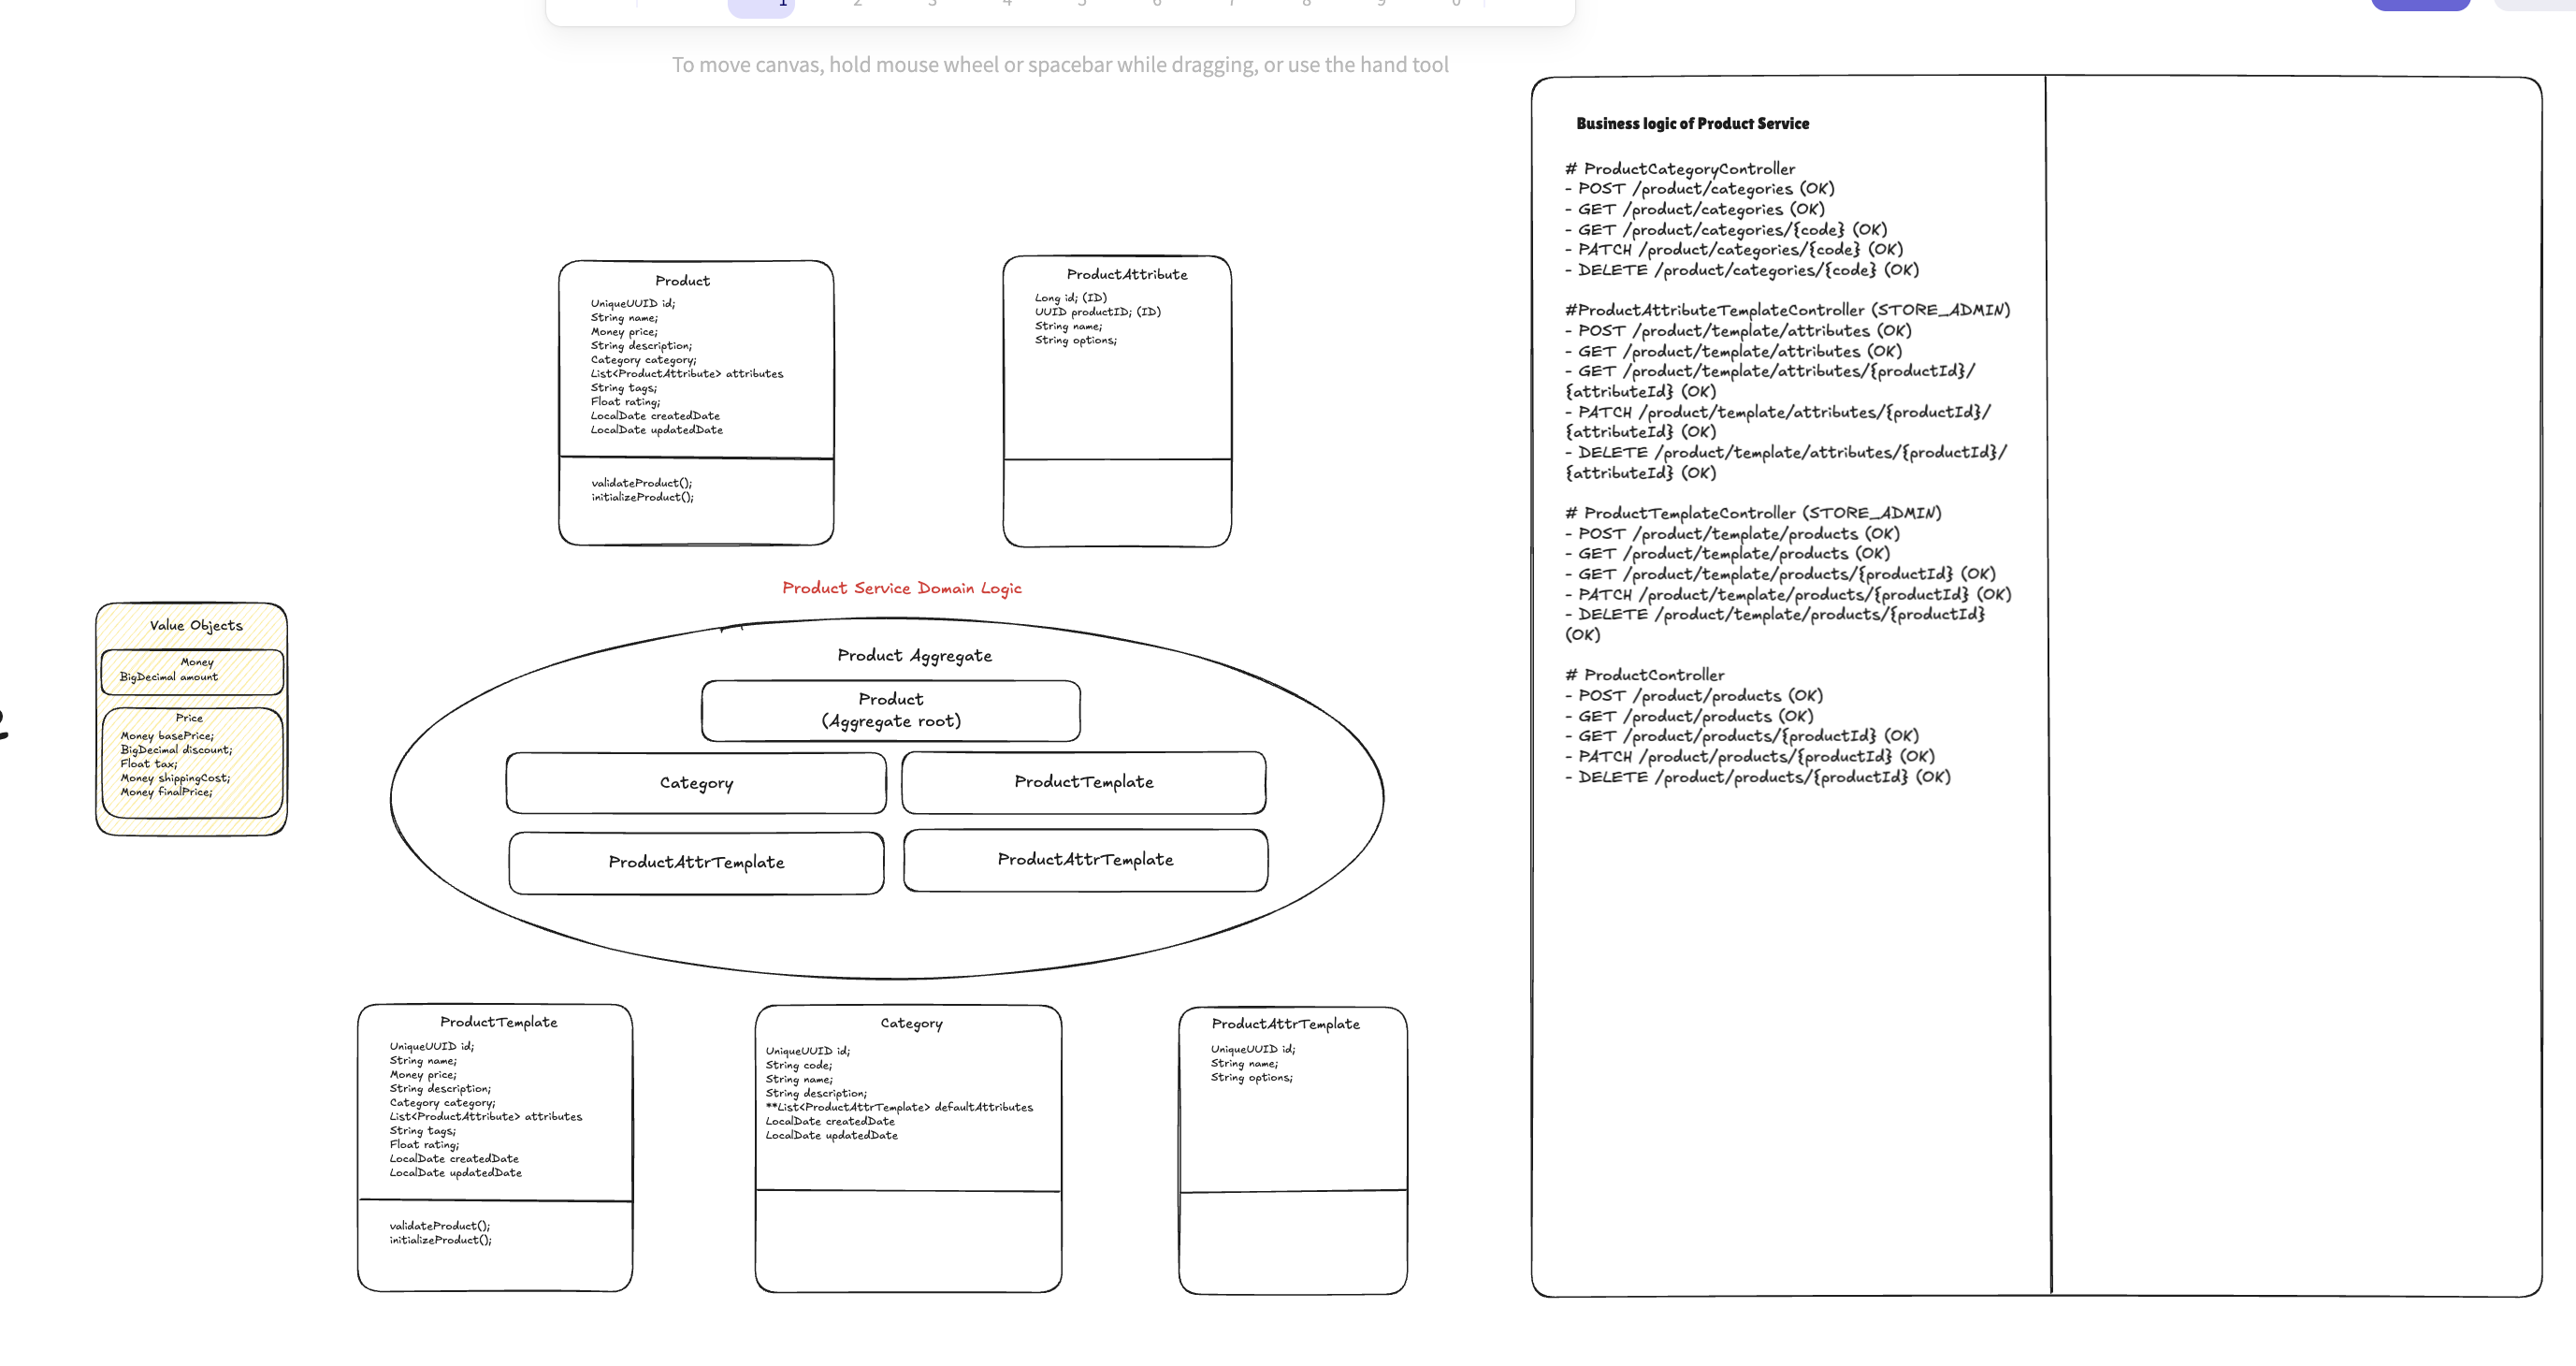 1 2 3 4 5 6 7 8 9 0
To move canvas, hold mouse wheel or spacebar while dragging, or use the hand tool
Product
UniqueUUID id;
String name;
Money price;
String description;
Category category;
List<ProductAttribute> attributes
String tags;
Float rating;
LocalDate createdDate
LocalDate updatedDate
validateProduct();
initializeProduct();
ProductAttribute
Long id; (ID)
UUID productID; (ID)
String name;
String options;
Product Service Domain Logic
Value Objects
Money
BigDecimal amount
Price
Money basePrice;
BigDecimal discount;
Float tax;
Money shippingCost;
Money finalPrice;
Product Aggregate
Product
(Aggregate root)
Category
ProductTemplate
ProductAttrTemplate
ProductAttrTemplate
ProductTemplate
UniqueUUID id;
String name;
Money price;
String description;
Category category;
List<ProductAttribute> attributes
String tags;
Float rating;
LocalDate createdDate
LocalDate updatedDate
validateProduct();
initializeProduct();
Category
UniqueUUID id;
String code;
String name;
String description;
**List<ProductAttrTemplate> defaultAttributes
LocalDate createdDate
LocalDate updatedDate
ProductAttrTemplate
UniqueUUID id;
String name;
String options;
Business logic of Product Service
# ProductCategoryController
- POST /product/categories (OK)
- GET /product/categories (OK)
- GET /product/categories/{code} (OK)
- PATCH /product/categories/{code} (OK)
- DELETE /product/categories/{code} (OK)
#ProductAttributeTemplateController (STORE_ADMIN)
- POST /product/template/attributes (OK)
- GET /product/template/attributes (OK)
- GET /product/template/attributes/{productId}/
{attributeId} (OK)
- PATCH /product/template/attributes/{productId}/
{attributeId} (OK)
- DELETE /product/template/attributes/{productId}/
{attributeId} (OK)
# ProductTemplateController (STORE_ADMIN)
- POST /product/template/products (OK)
- GET /product/template/products (OK)
- GET /product/template/products/{productId} (OK)
- PATCH /product/template/products/{productId} (OK)
- DELETE /product/template/products/{productId}
(OK)
# ProductController
- POST /product/products (OK)
- GET /product/products (OK)
- GET /product/products/{productId} (OK)
- PATCH /product/products/{productId} (OK)
- DELETE /product/products/{productId} (OK)